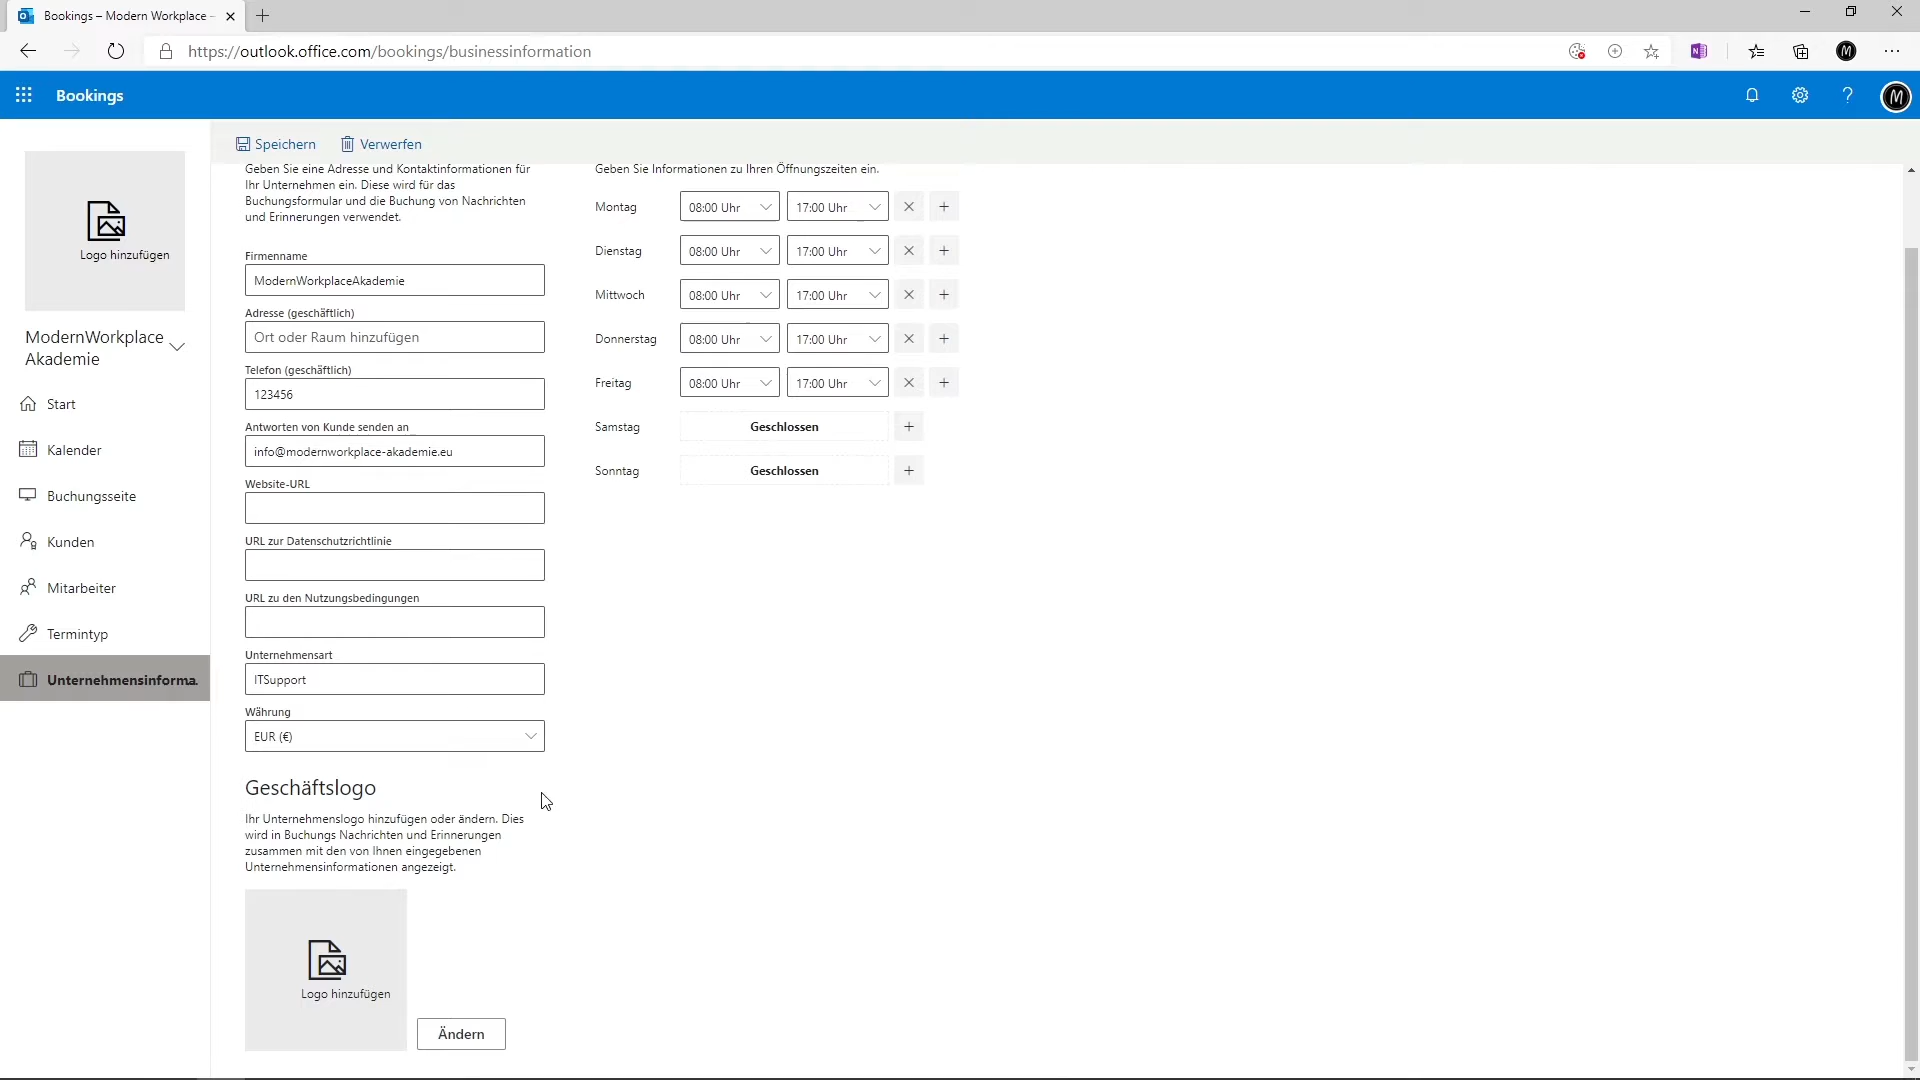 Bookings – Modern Workplace -
https://outlook.office.com/bookings/businessinformation
Bookings
Speichern
Verwerfen
Logo hinzufügen
ModernWorkplace
Akademie
Start
Kalender
Buchungsseite
Kunden
Mitarbeiter
Termintyp
Unternehmensinforma...
Geben Sie eine Adresse und Kontaktinformationen für
Ihr Unternehmen ein. Diese wird für das
Buchungsformular und die Buchung von Nachrichten
und Erinnerungen verwendet.
Firmenname
ModernWorkplaceAkademie
Adresse (geschäftlich)
Ort oder Raum hinzufügen
Telefon (geschäftlich)
123456
Antworten von Kunde senden an
info@modernworkplace-akademie.eu
Website-URL
URL zur Datenschutzrichtlinie
URL zu den Nutzungsbedingungen
Unternehmensart
ITSupport
Währung
EUR (€)
Geschäftslogo
Ihr Unternehmenslogo hinzufügen oder ändern. Dies
wird in Buchungs Nachrichten und Erinnerungen
zusammen mit den von Ihnen eingegebenen
Unternehmensinformationen angezeigt.
Logo hinzufügen
Ändern
Geben Sie Informationen zu Ihren Öffnungszeiten ein.
Montag 08:00 Uhr 17:00 Uhr
Dienstag 08:00 Uhr 17:00 Uhr
Mittwoch 08:00 Uhr 17:00 Uhr
Donnerstag 08:00 Uhr 17:00 Uhr
Freitag 08:00 Uhr 17:00 Uhr
Samstag Geschlossen
Sonntag Geschlossen